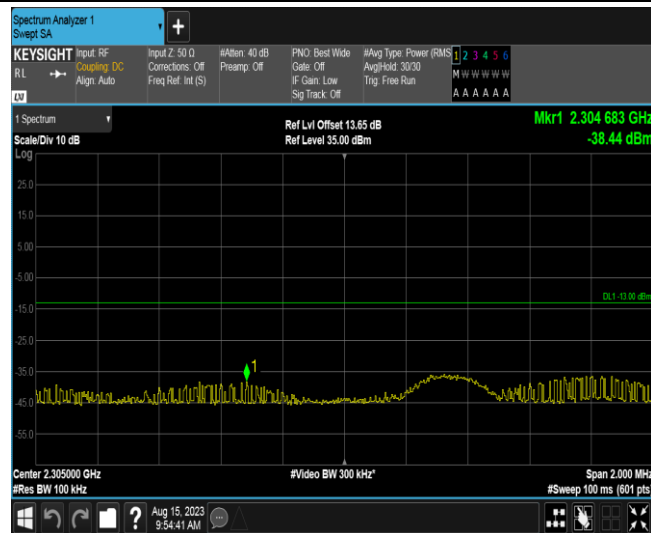 Spectrum Analyzer 1
Swept SA
+
KEYSIGHT
RL
LXI
Input: RF
Coupling: DC
Align: Auto
Input Z: 50 Ω
Corrections: Off
Freq Ref: Int (S)
#Atten: 40 dB
Preamp: Off
PNO: Best Wide
Gate: Off
IF Gain: Low
Sig Track: Off
#Avg Type: Power (RMS
Avg|Hold: 30/30
Trig: Free Run
1 2 3 4 5 6
M W W W W W
A A A A A A
1 Spectrum
Scale/Div 10 dB
Log
Ref Lvl Offset 13.65 dB
Ref Level 35.00 dBm
Mkr1 2.304 683 GHz
-38.44 dBm
25.0
15.0
5.00
-5.00
-15.0
-25.0
-35.0
-45.0
-55.0
DL1 -13.00 dBm
1
Center 2.305000 GHz
#Res BW 100 kHz
#Video BW 300 kHz*
Span 2.000 MHz
#Sweep 100 ms (601 pts)
?
Aug 15, 2023
9:54:41 AM